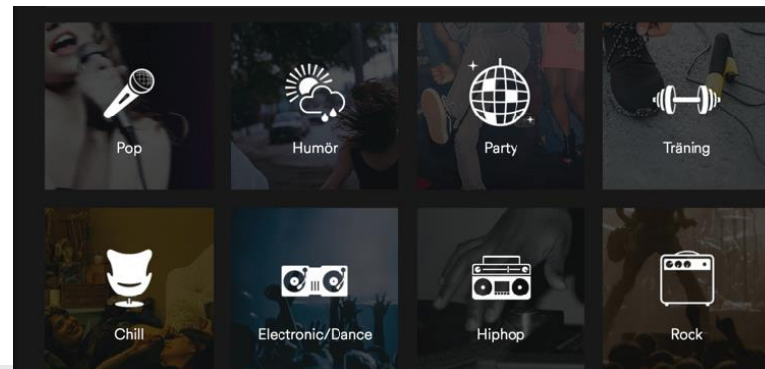 Pop
Humör
Party
Träning
Chill
Electronic/Dance
Hiphop
Rock